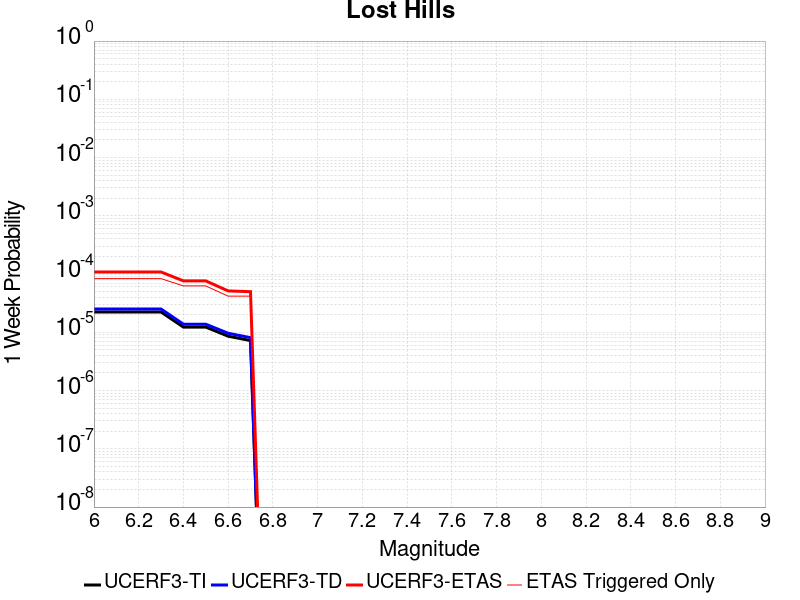 Lost Hills
10^0
10^-1
10^-2
10^-3
10^-4
10^-5
10^-6
10^-7
10^-8
1 Week Probability
6 6.2 6.4 6.6 6.8 7 7.2 7.4 7.6 7.8 8 8.2 8.4 8.6 8.8 9
Magnitude
UCERF3-TI UCERF3-TD UCERF3-ETAS ETAS Triggered Only